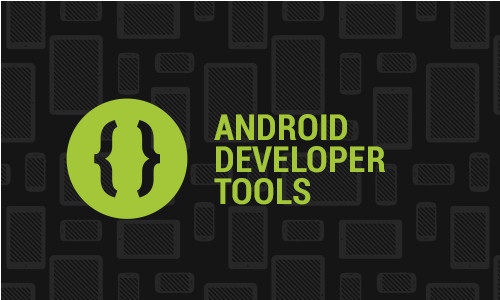 { }
ANDROID
DEVELOPER
TOOLS